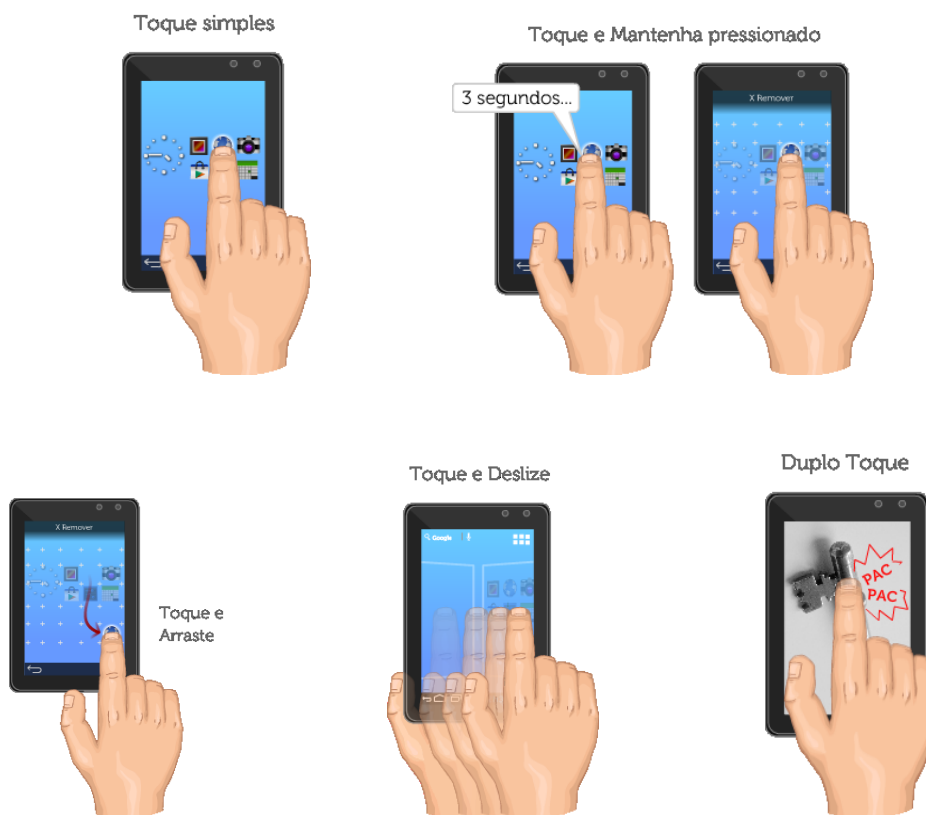 Toque simples
Toque e Mantenha pressionado
3 segundos...
X Remover
Toque e Deslize
Duplo Toque
X Remover
Google
PAC
PAC
Toque e
Arraste